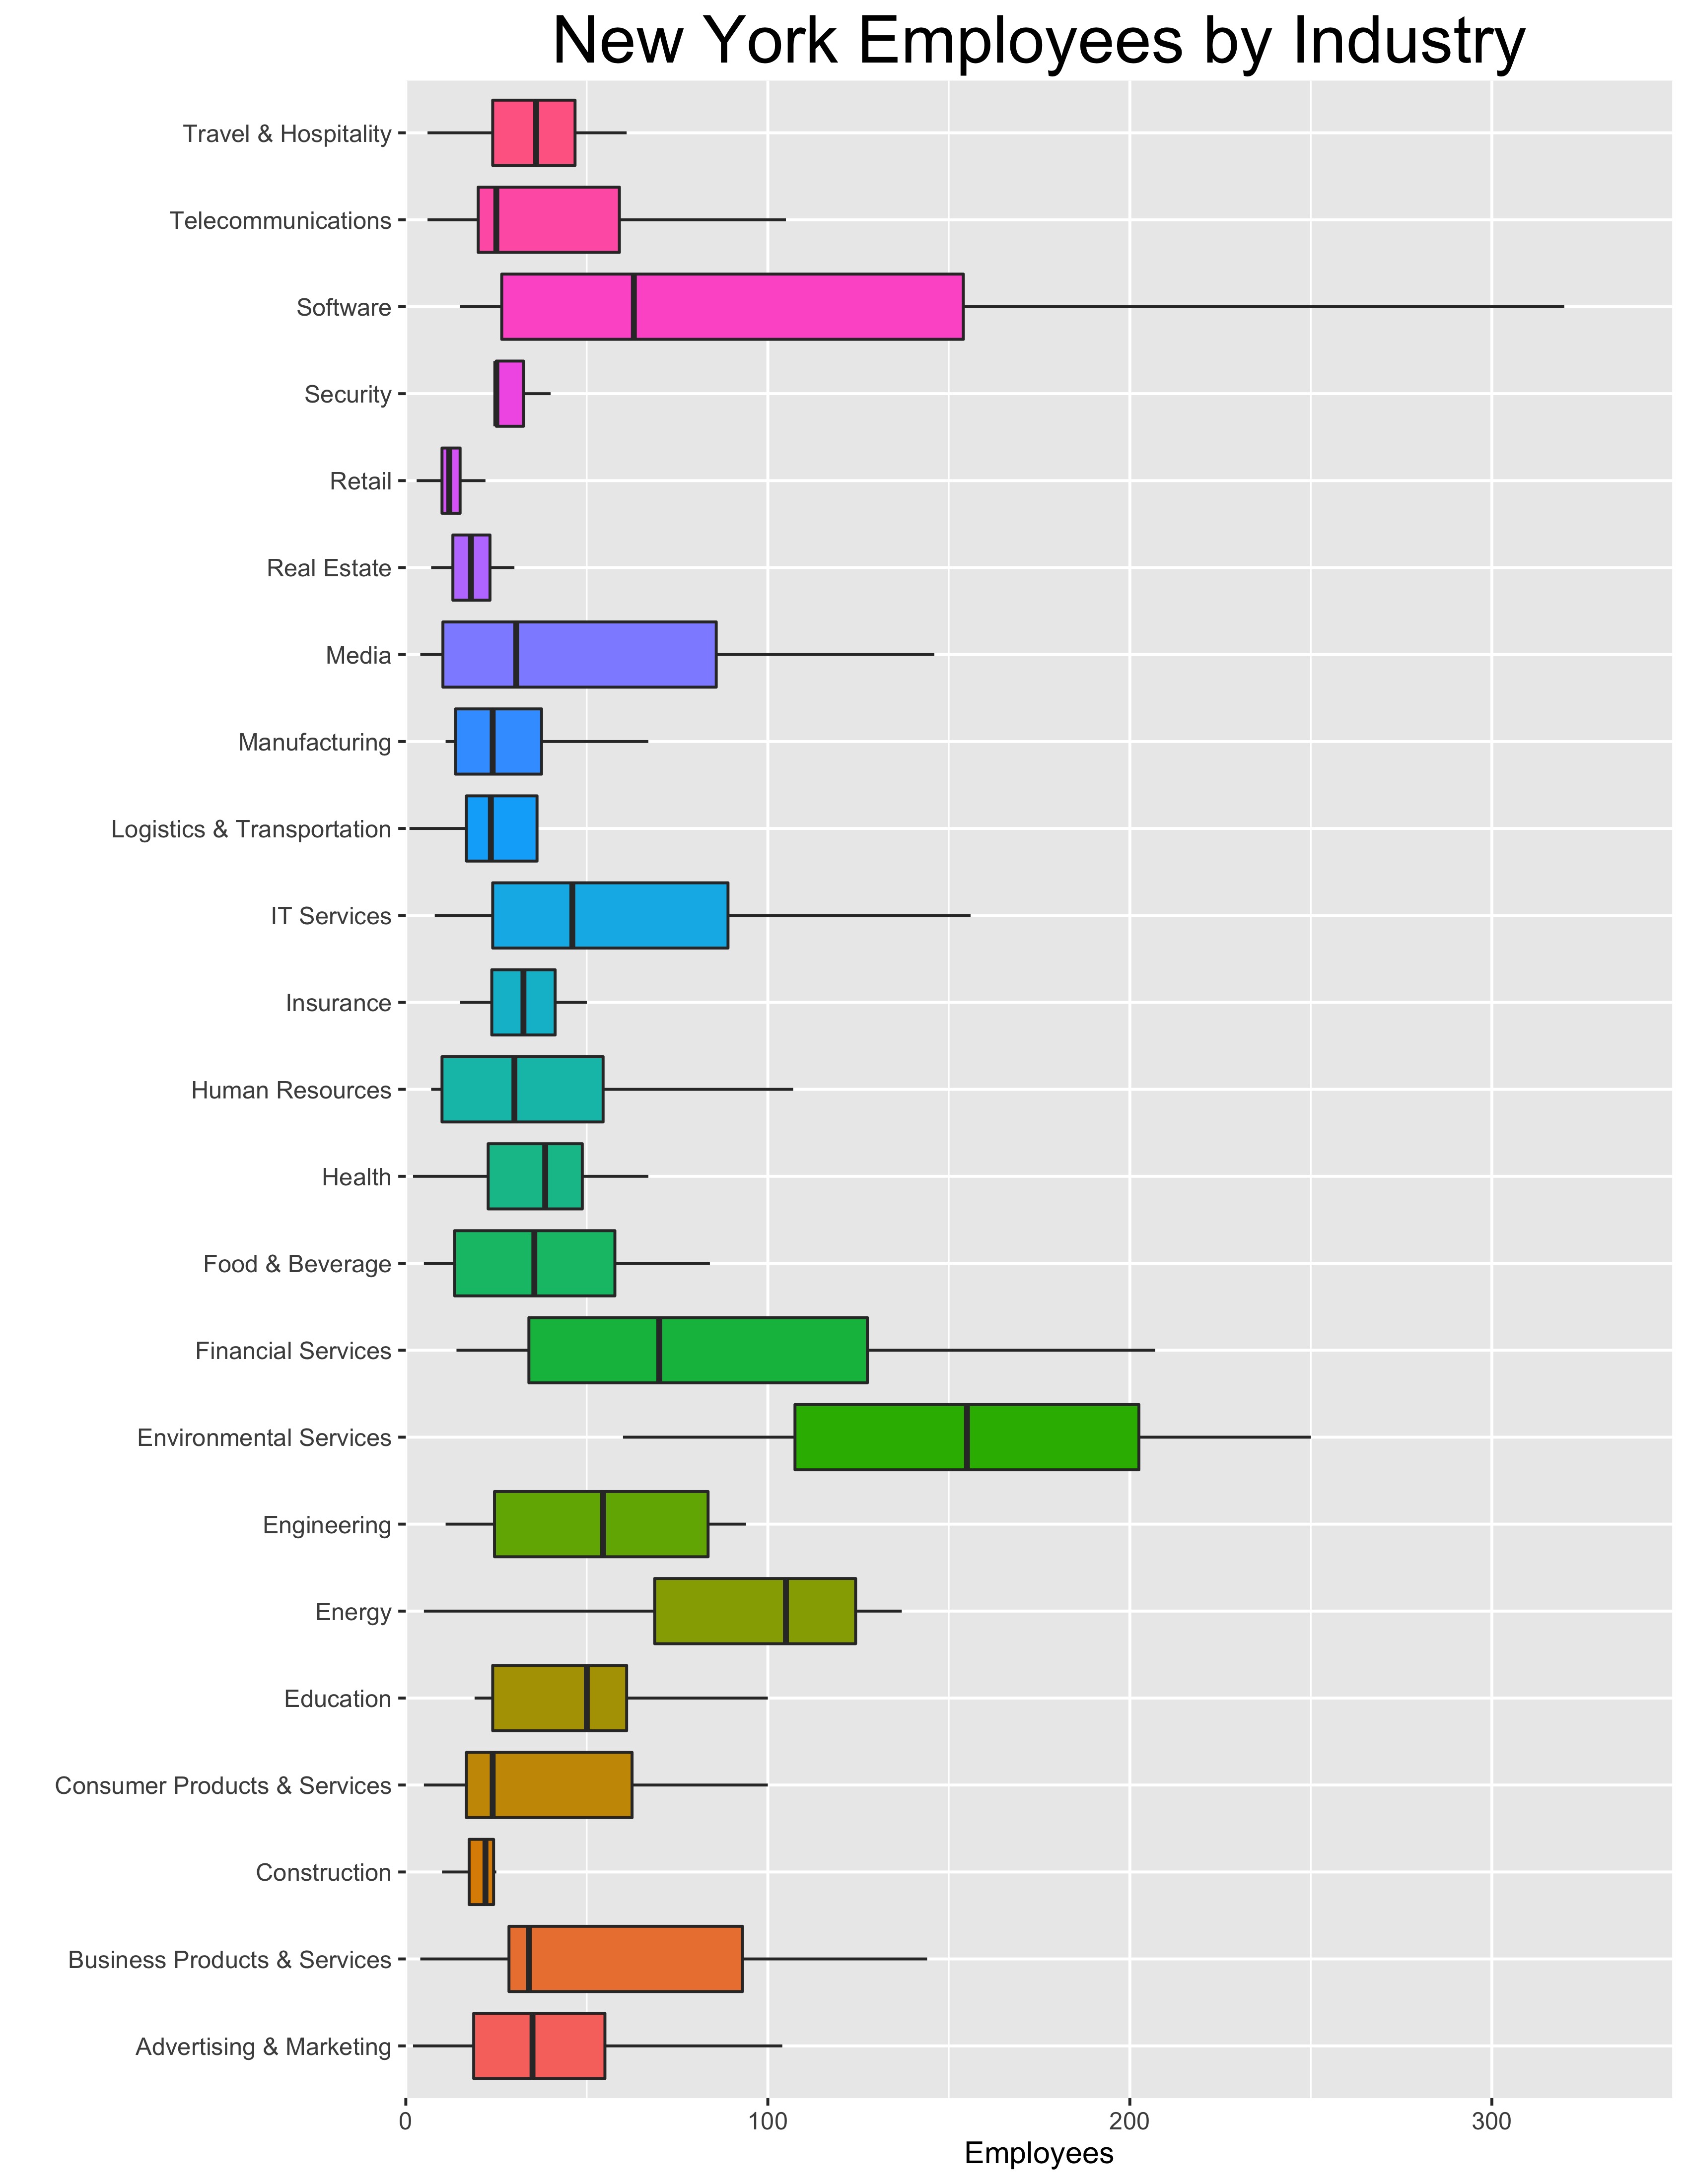 New York Employees by Industry
Travel & Hospitality
Telecommunications
Software
Security
Retail
Real Estate
Media
Manufacturing
Logistics & Transportation
IT Services
Insurance
Human Resources
Health
Food & Beverage
Financial Services
Environmental Services
Engineering
Energy
Education
Consumer Products & Services
Construction
Business Products & Services
Advertising & Marketing
0 100 200 300
Employees